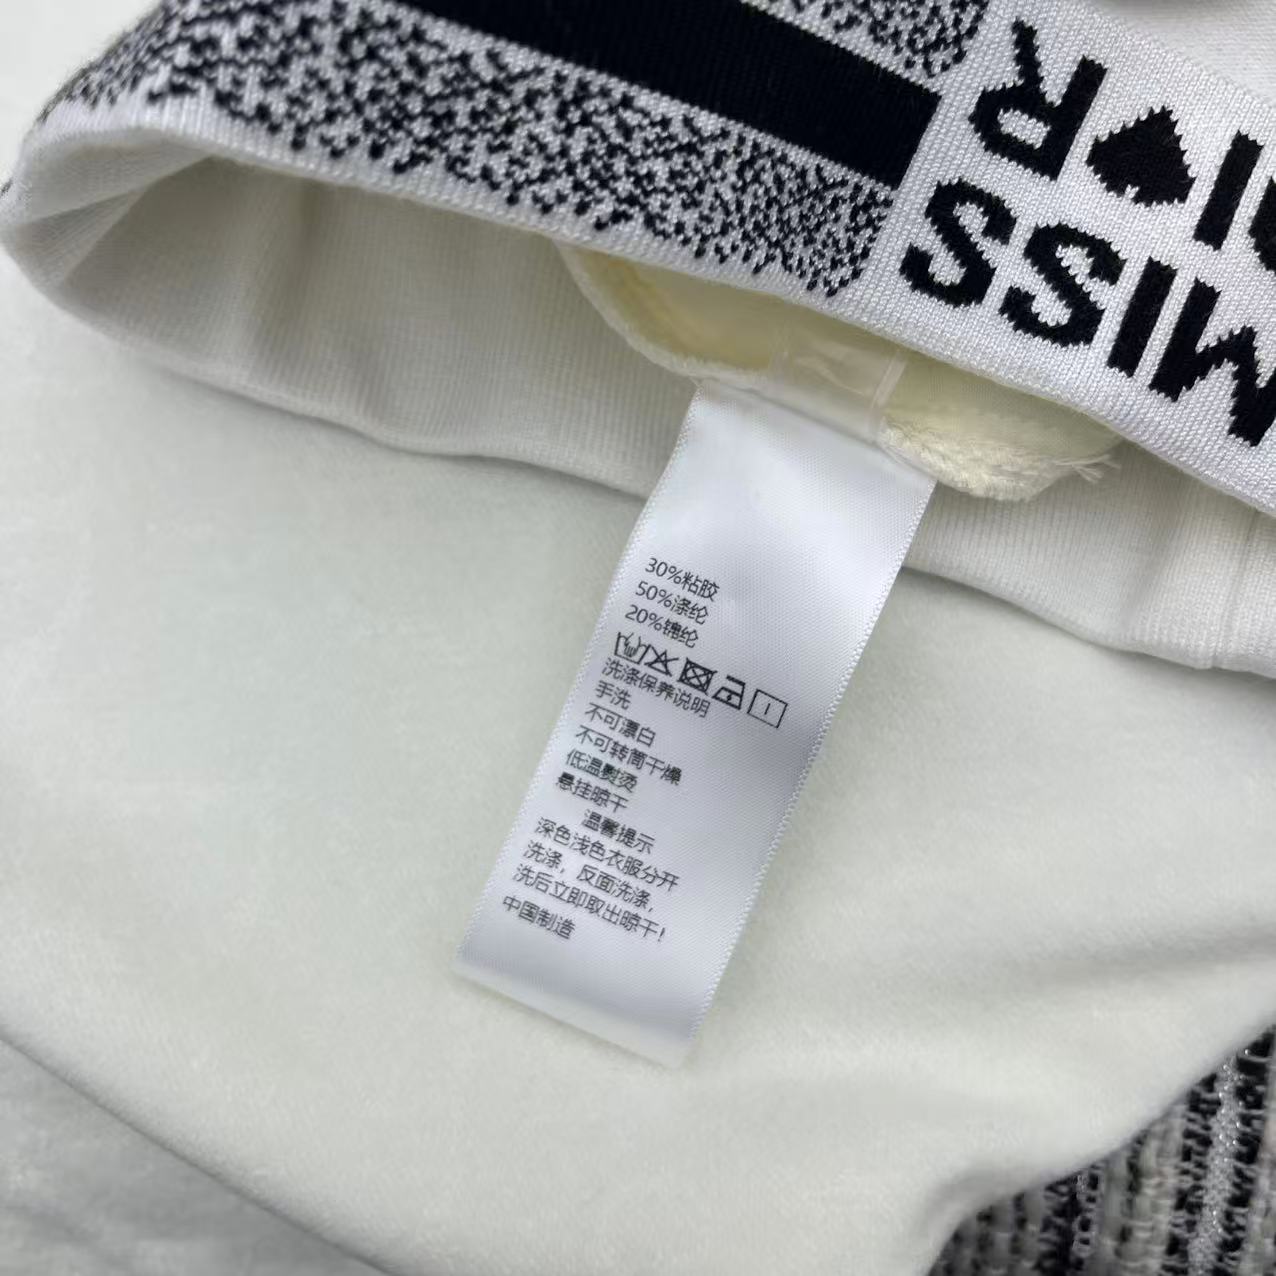 MISS
30%粘胶
50%涤纶
20%锦纶
洗涤保养说明
手洗
不可漂白
不可转筒干燥
低温熨烫
悬挂晾干
温馨提示
深色浅色衣服分开
洗涤，反面洗涤，
洗后立即取出晾干!
中国制造